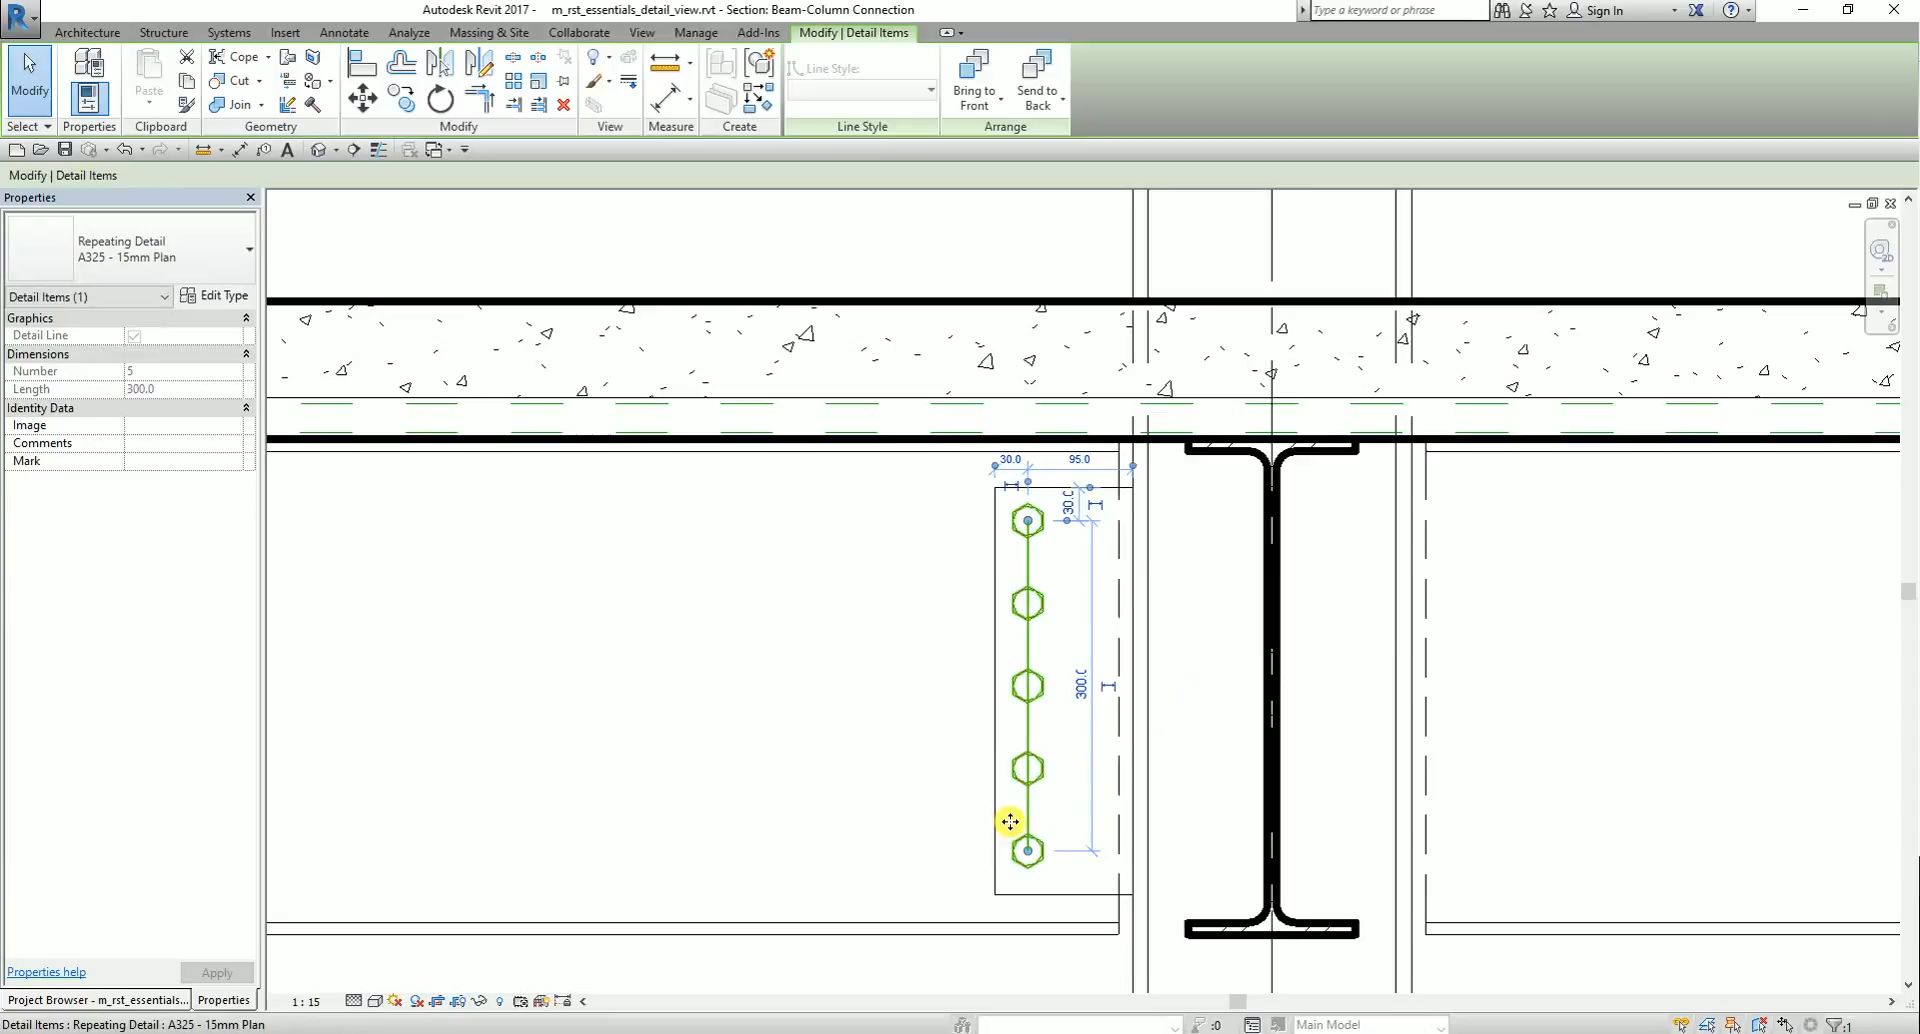 Autodesk Revit 2017 - m_rst_essentials_detail_view.rvt - Section: Beam-Column Connection
Type a keyword or phrase
Sign In
Architecture Structure Systems Insert Annotate Analyze Massing & Site Collaborate View Manage Add-Ins Modify | Detail Items
Modify
Paste
Cope
Cut
Join
Line Style:
Bring to Front
Send to Back
Select Properties Clipboard Geometry Modify View Measure Create Line Style Arrange
Modify | Detail Items
Properties
Repeating Detail
A325 - 15mm Plan
Detail Items (1)
Edit Type
Graphics
Detail Line
Dimensions
Number 5
Length 300.0
Identity Data
Image
Comments
Mark
30.0
95.0
30.0
300.0
Properties help
Apply
Project Browser - m_rst_essentials...
Properties
1 : 15
Detail Items : Repeating Detail : A325 - 15mm Plan
:0
Main Model
:1